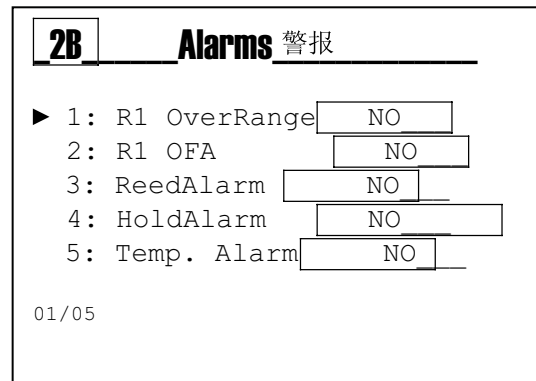 2B Alarms 警报
► 1: R1 OverRange NO
2: R1 OFA NO
3: ReedAlarm NO
4: HoldAlarm NO
5: Temp. Alarm NO
01/05